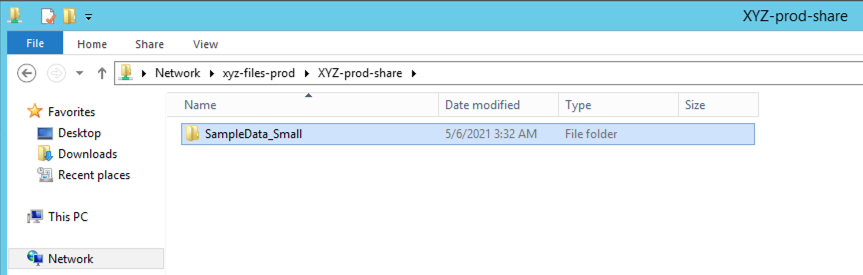 XYZ-prod-share
File Home Share View
Network xyz-files-prod XYZ-prod-share
Name Date modified Type Size
Favorites
Desktop
Downloads
Recent places
This PC
Network
SampleData_Small 5/6/2021 3:32 AM File folder